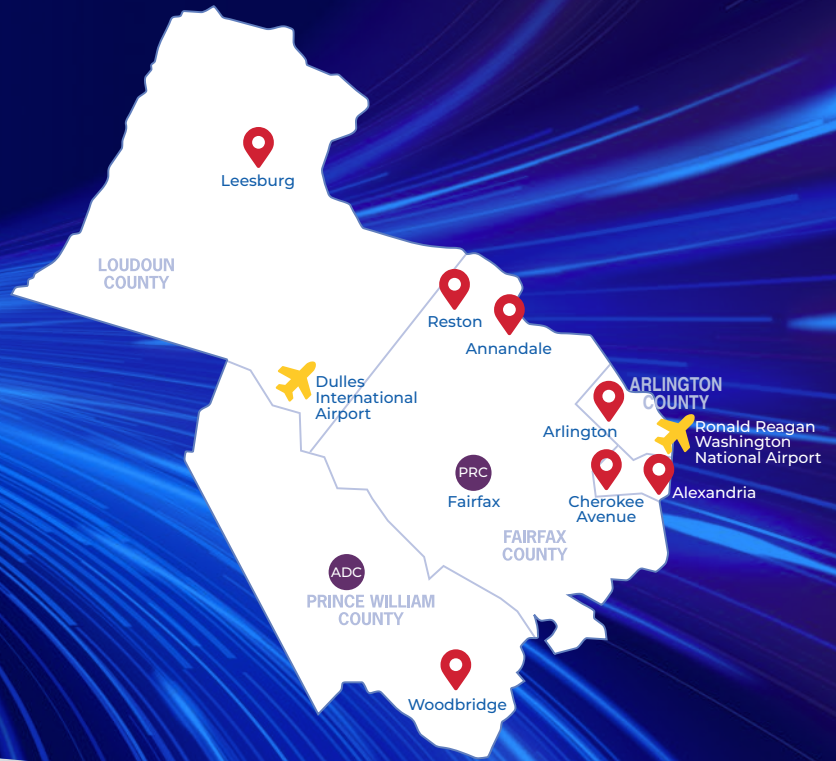 Leesburg
LOUDOUN
COUNTY
Reston
Annandale
Dulles
International
Airport
ARLINGTON
COUNTY
Arlington
Ronald Reagan
Washington
National Airport
PRC
Fairfax
Cherokee
Avenue
Alexandria
FAIRFAX
COUNTY
ADC
PRINCE WILLIAM
COUNTY
Woodbridge